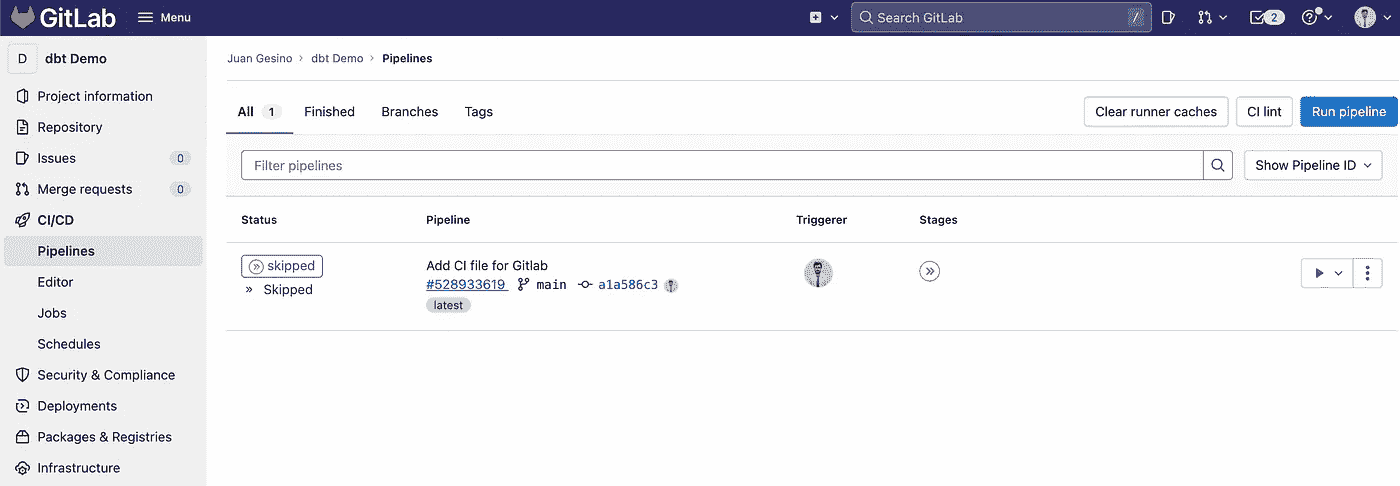 GitLab Menu Search GitLab / 2
D dbt Demo
Project information
Repository
Issues 0
Merge requests 0
CI/CD
Pipelines
Editor
Jobs
Schedules
Security & Compliance
Deployments
Packages & Registries
Infrastructure
Juan Gesino › dbt Demo › Pipelines
All 1 Finished Branches Tags Clear runner caches CI lint Run pipeline
Filter pipelines Show Pipeline ID
Status Pipeline Triggerer Stages
skipped
Skipped
Add CI file for Gitlab
#528933619 main a1a586c3
latest